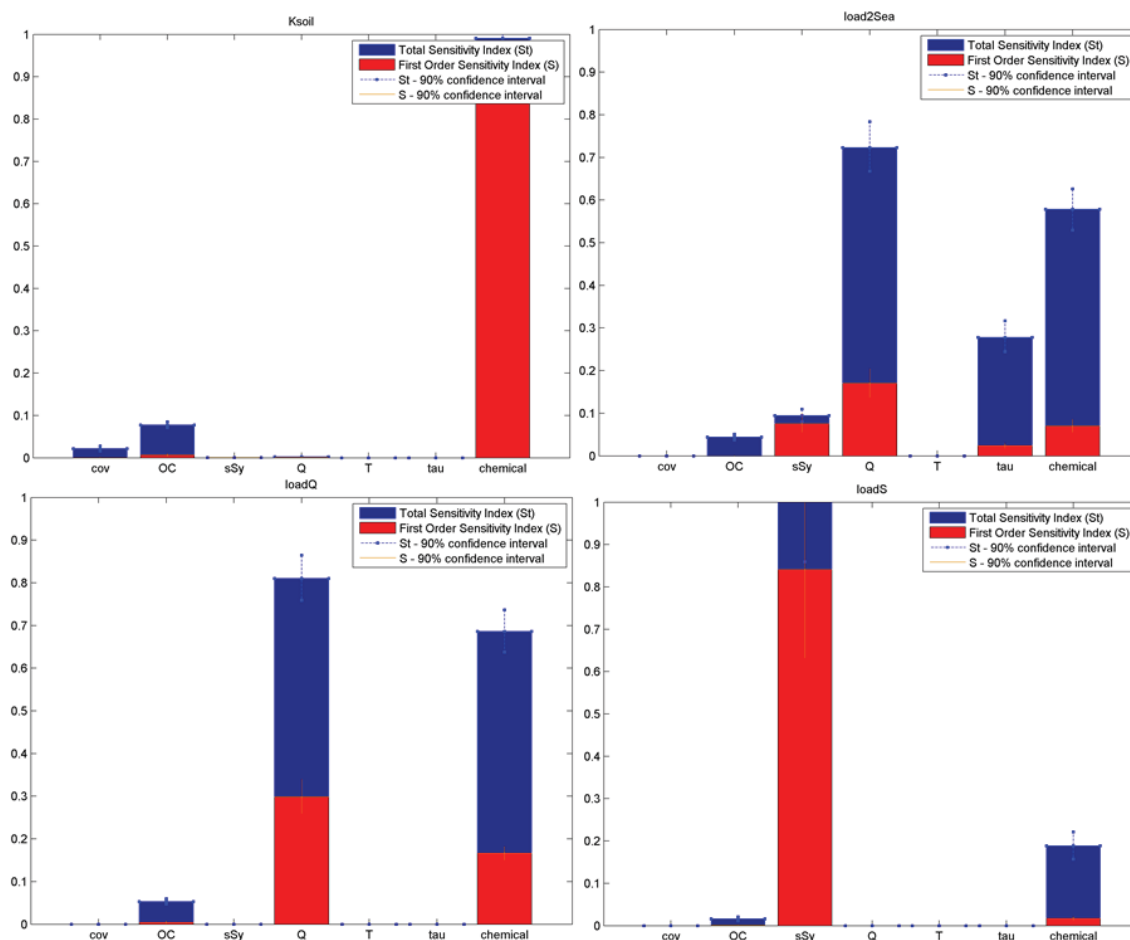 Ksoil
1
0.9
0.8
0.7
0.6
0.5
0.4
0.3
0.2
0.1
0
Total Sensitivity Index (St)
First Order Sensitivity Index (S)
St - 90% confidence interval
S - 90% confidence interval
cov OC sSy Q T tau chemical
load2Sea
1
0.9
0.8
0.7
0.6
0.5
0.4
0.3
0.2
0.1
0
Total Sensitivity Index (St)
First Order Sensitivity Index (S)
St - 90% confidence interval
S - 90% confidence interval
cov OC sSy Q T tau chemical
loadQ
1
0.9
0.8
0.7
0.6
0.5
0.4
0.3
0.2
0.1
0
Total Sensitivity Index (St)
First Order Sensitivity Index (S)
St - 90% confidence interval
S - 90% confidence interval
cov OC sSy Q T tau chemical
loadS
1
0.9
0.8
0.7
0.6
0.5
0.4
0.3
0.2
0.1
0
Total Sensitivity Index (St)
First Order Sensitivity Index (S)
St - 90% confidence interval
S - 90% confidence interval
cov OC sSy Q T tau chemical